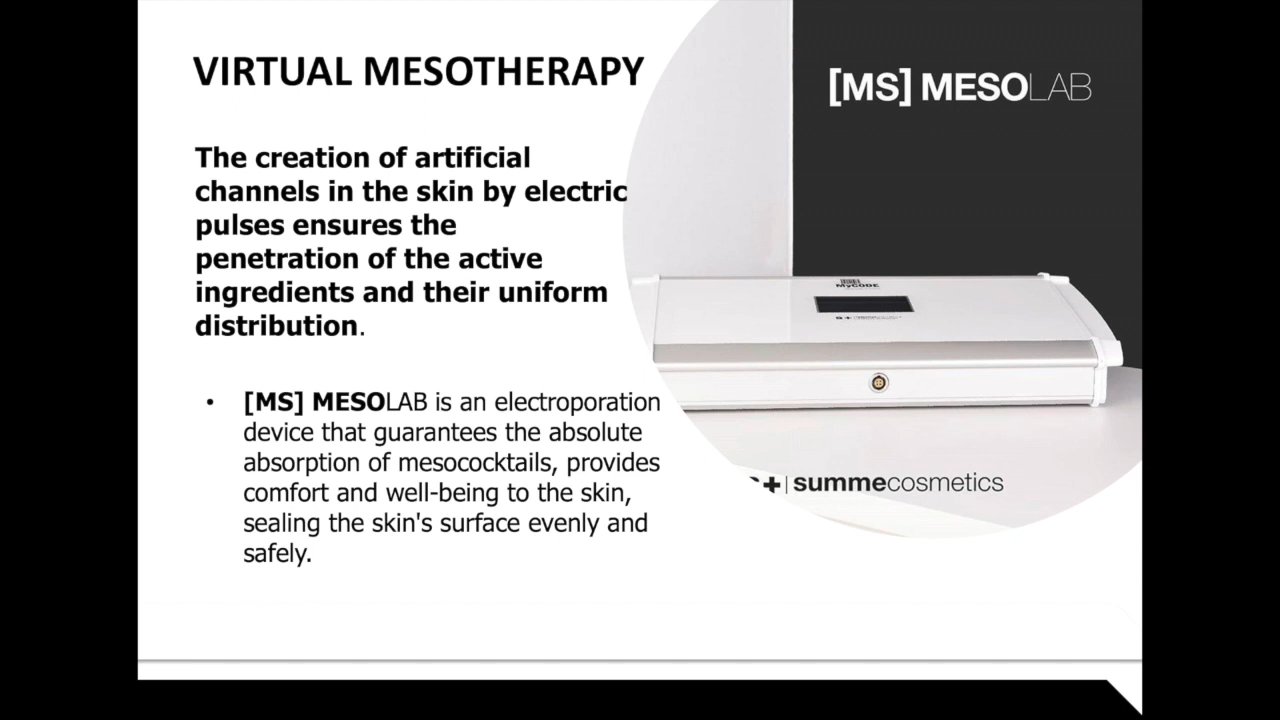 VIRTUAL MESOTHERAPY
[MS] MESOLAB
The creation of artificial
channels in the skin by electric
pulses ensures the
penetration of the active
ingredients and their uniform
distribution.
MyCODE
• [MS] MESOLAB is an electroporation
device that guarantees the absolute
absorption of mesococktails, provides
comfort and well-being to the skin,
sealing the skin's surface evenly and
safely.
s+ | summecosmetics